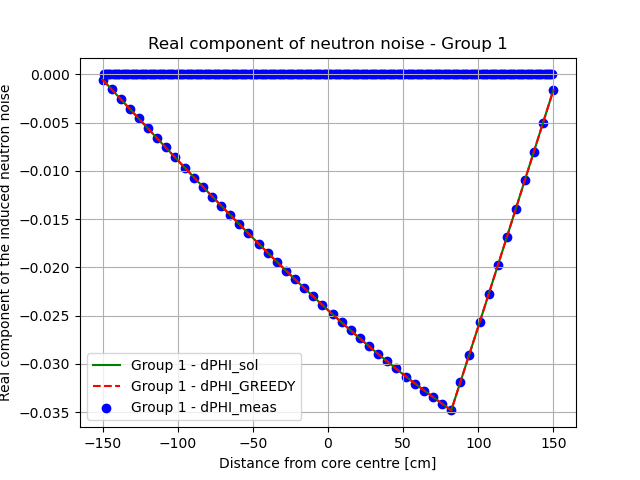 Real component of neutron noise - Group 1
Real component of the induced neutron noise
0.000
−0.005
−0.010
−0.015
−0.020
−0.025
−0.030
−0.035
Group 1 - dPHI_sol
Group 1 - dPHI_GREEDY
Group 1 - dPHI_meas
−150
−100
−50
0
50
100
150
Distance from core centre [cm]